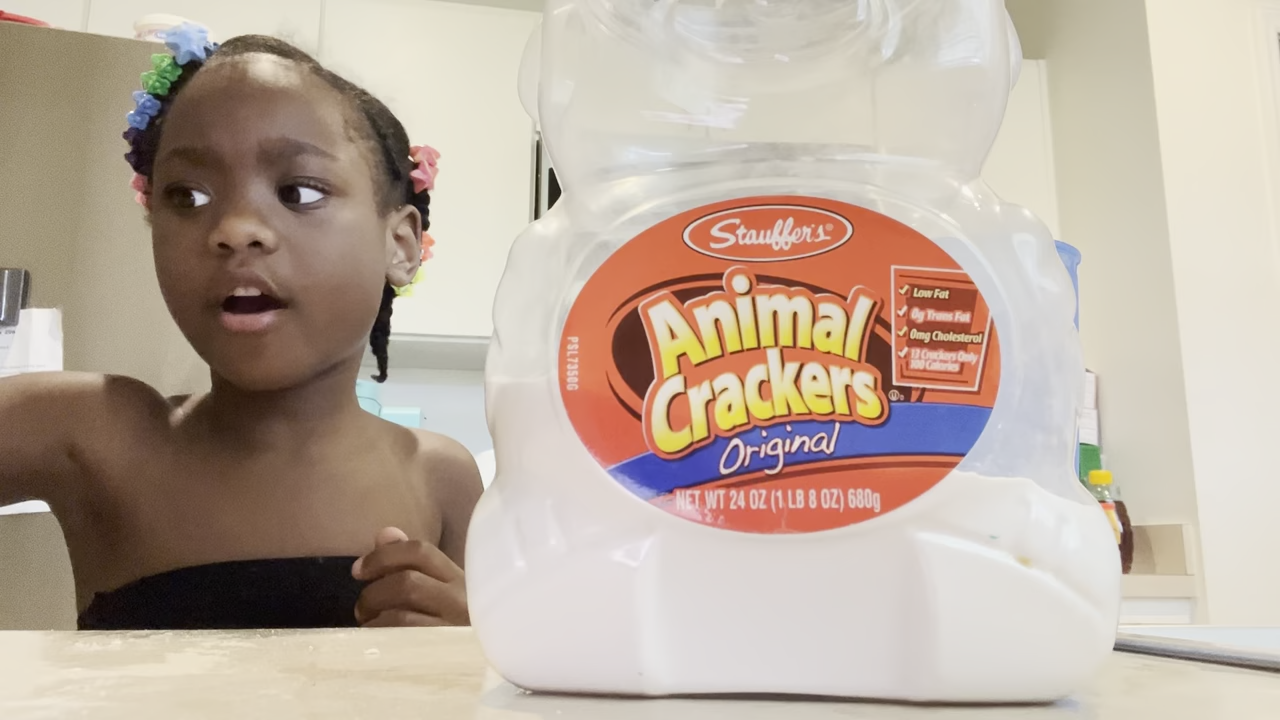 Stauffer's®
Animal
Crackers
Original
NET WT 24 OZ (1 LB 8 OZ) 680g
✓ Low Fat
✓ 0g Trans Fat
✓ 0mg Cholesterol
✓ 13 Crackers Only
100 Calories
PSL7350G